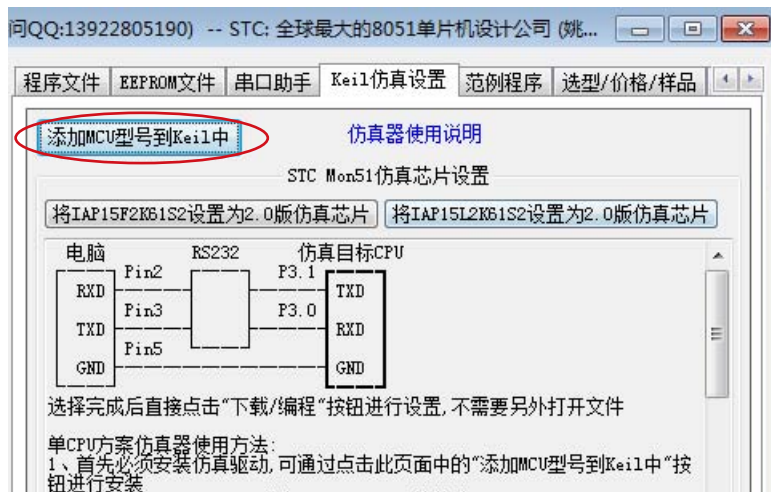 问QQ:13922805190) -- STC: 全球最大的8051单片机设计公司 (姚...
程序文件 EEPROM文件 串口助手 Keil仿真设置 范例程序 选型/价格/样品
添加MCU型号到Keil中 仿真器使用说明
STC Mon51仿真芯片设置
将IAP15F2K61S2设置为2.0版仿真芯片 将IAP15L2K61S2设置为2.0版仿真芯片
电脑 RS232 仿真目标CPU
Pin2 P3.1
RXD TXD
Pin3 P3.0
TXD RXD
Pin5
GND GND
选择完成后直接点击“下载/编程“按钮进行设置,不需要另外打开文件
单CPU方案仿真器使用方法:
1、首先必须安装仿真驱动,可通过点击此页面中的“添加MCU型号到Keil中“按
钮进行安装